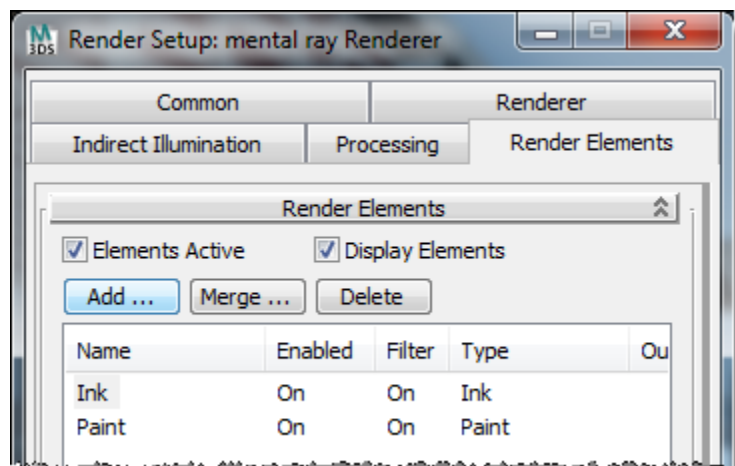 M
3DS
Render Setup: mental ray Renderer
Common Renderer
Indirect Illumination Processing Render Elements
Render Elements
Elements Active Display Elements
Add ... Merge ... Delete
Name Enabled Filter Type Ou
Ink On On Ink
Paint On On Paint